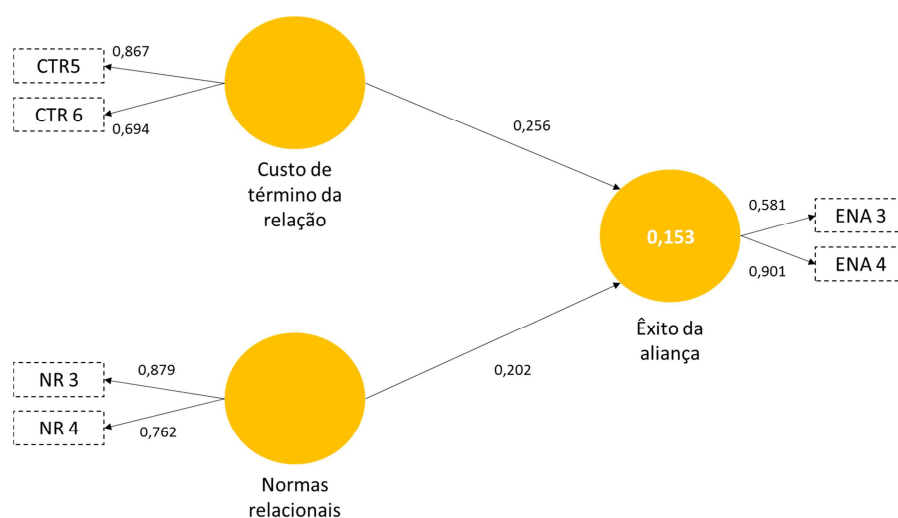 0,867
CTR5
CTR 6
0,694
Custo de
término da
relação
0,256
0,153
0,581
ENA 3
ENA 4
0,901
Êxito da
aliança
0,202
0,879
NR 3
NR 4
0,762
Normas
relacionais